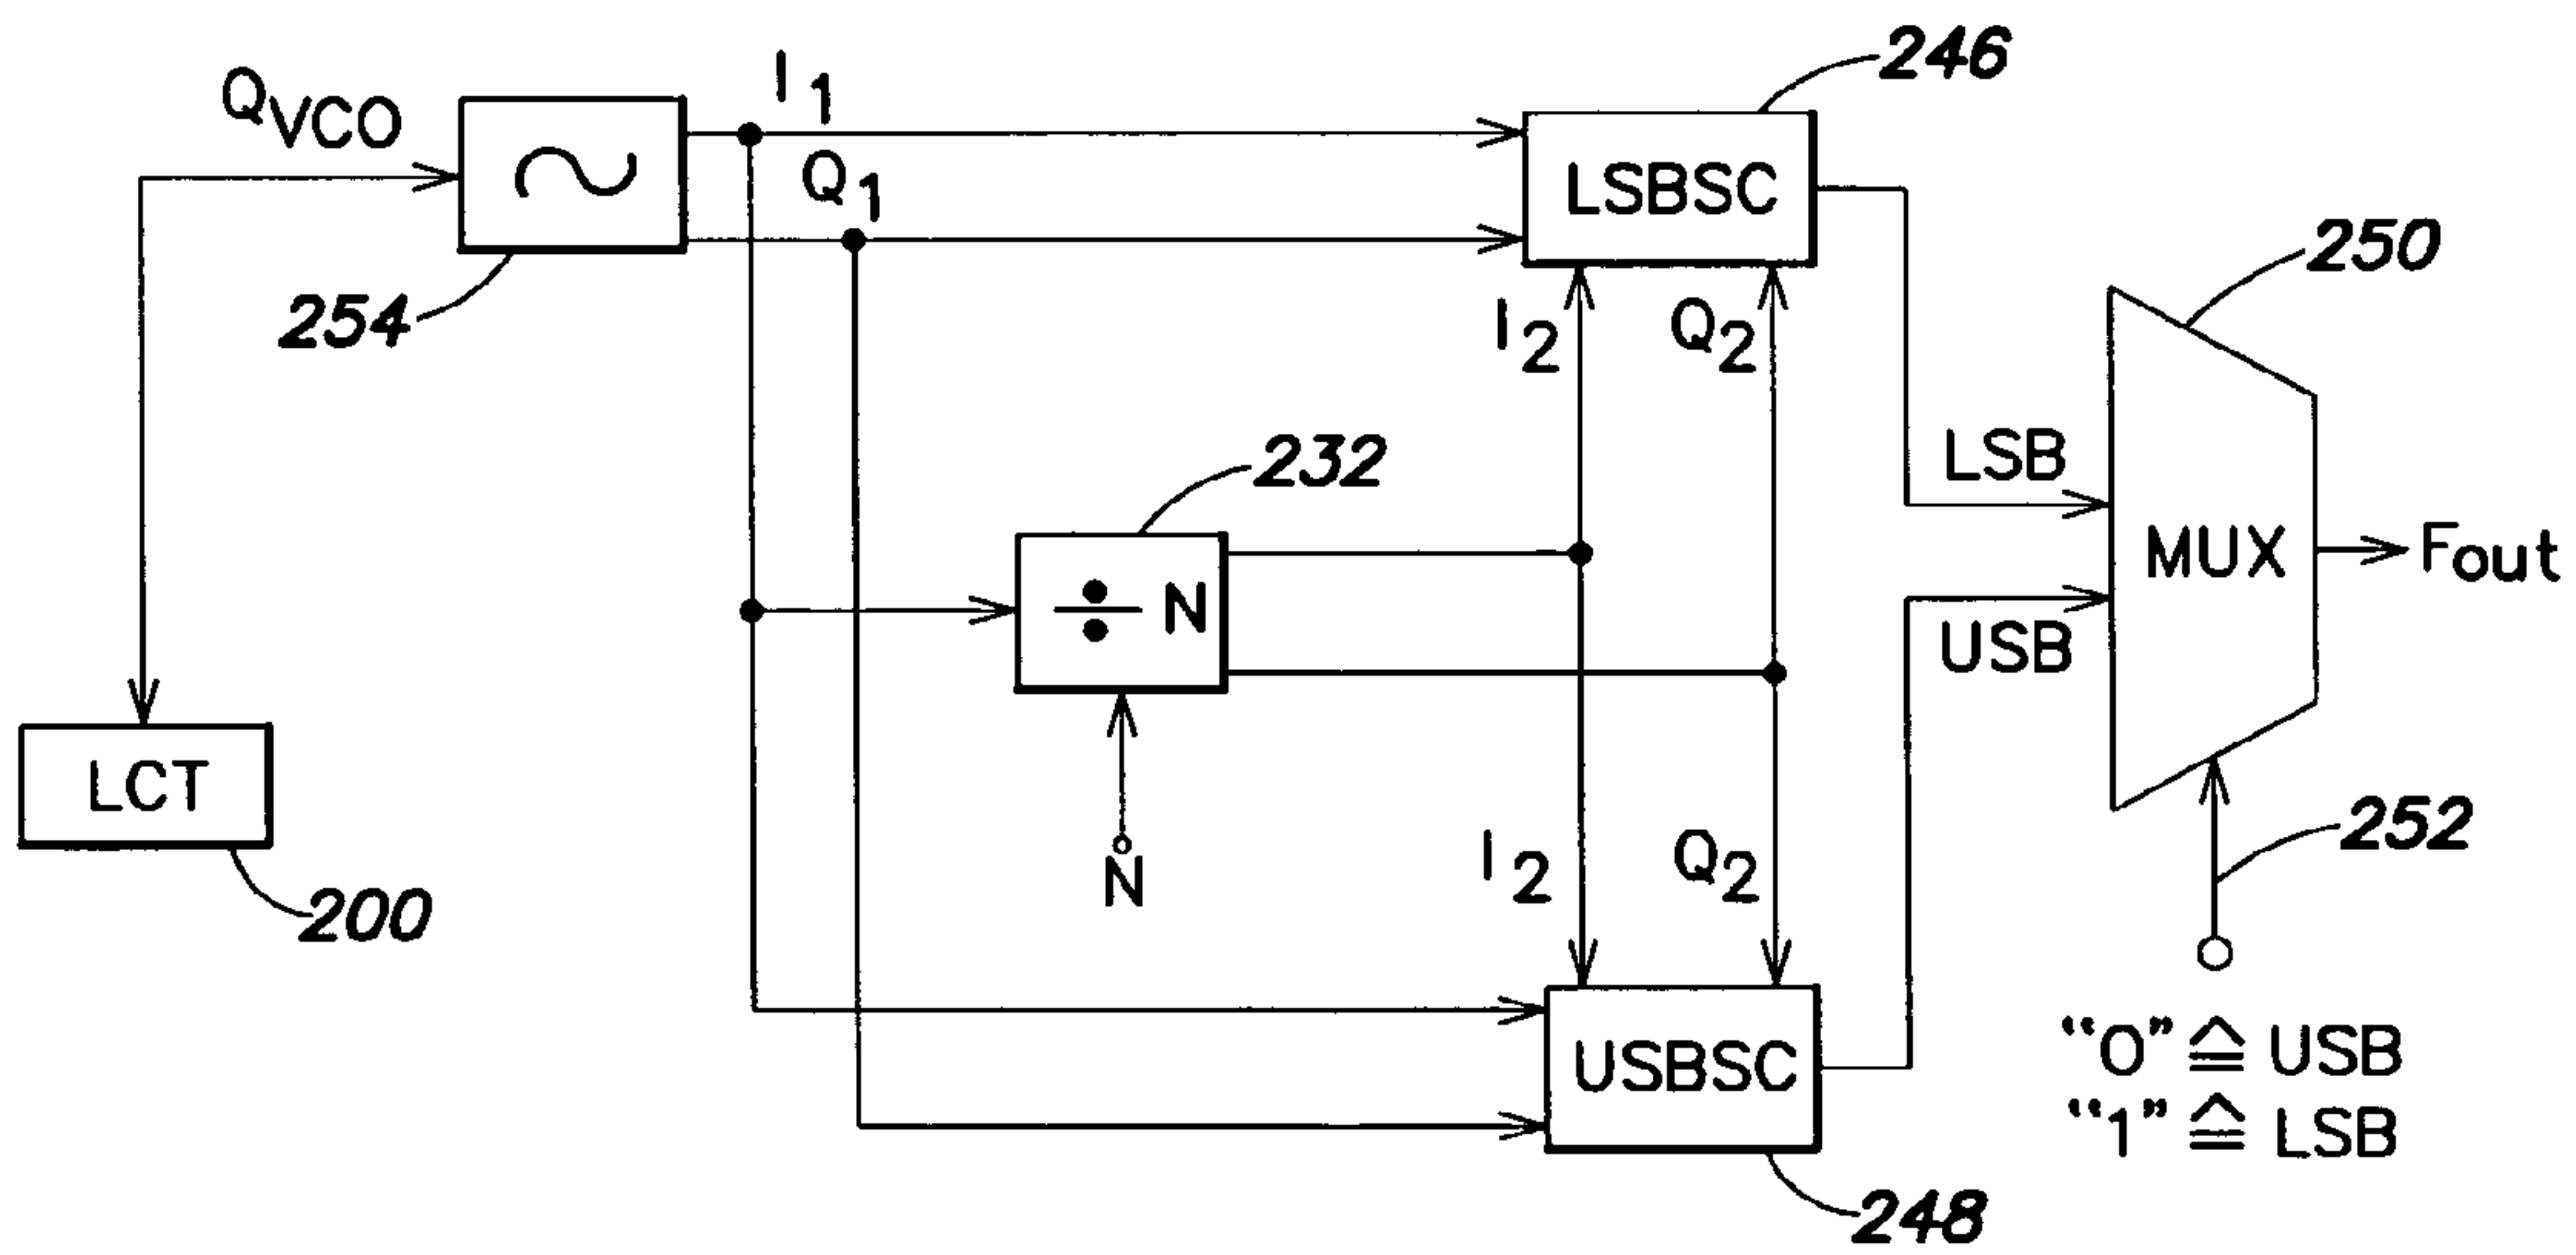 246
I1
QVCO
Q1
LSBSC
250
254
I2
Q2
232
LSB
÷ N
MUX
Fout
USB
LCT
N
I2
Q2
252
200
USBSC
“0” ≙ USB
“1” ≙ LSB
248